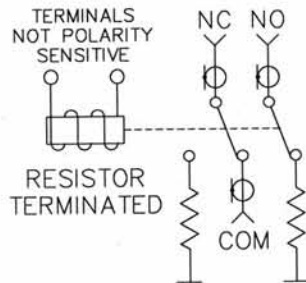 TERMINALS
NOT POLARITY
SENSITIVE
NC
NO
RESISTOR
TERMINATED
COM